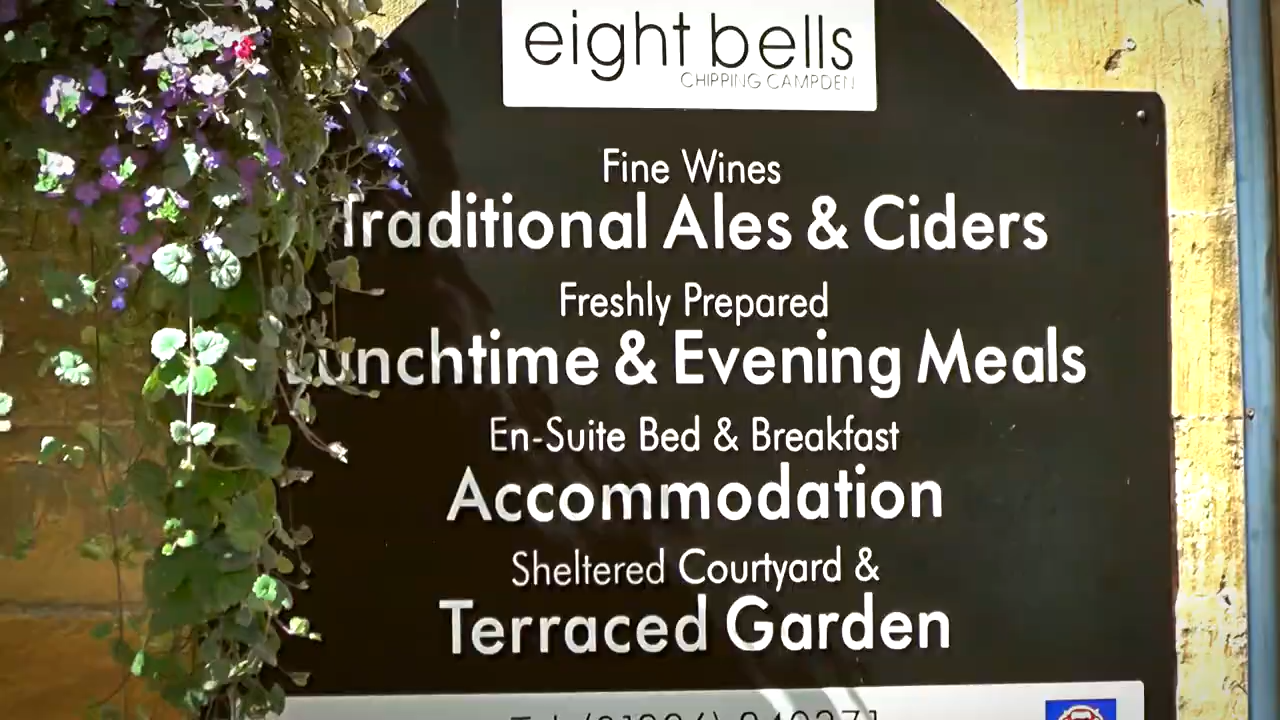 eight bells
CHIPPING CAMPDEN
Fine Wines
Traditional Ales & Ciders
Freshly Prepared
Lunchtime & Evening Meals
En-Suite Bed & Breakfast
Accommodation
Sheltered Courtyard &
Terraced Garden